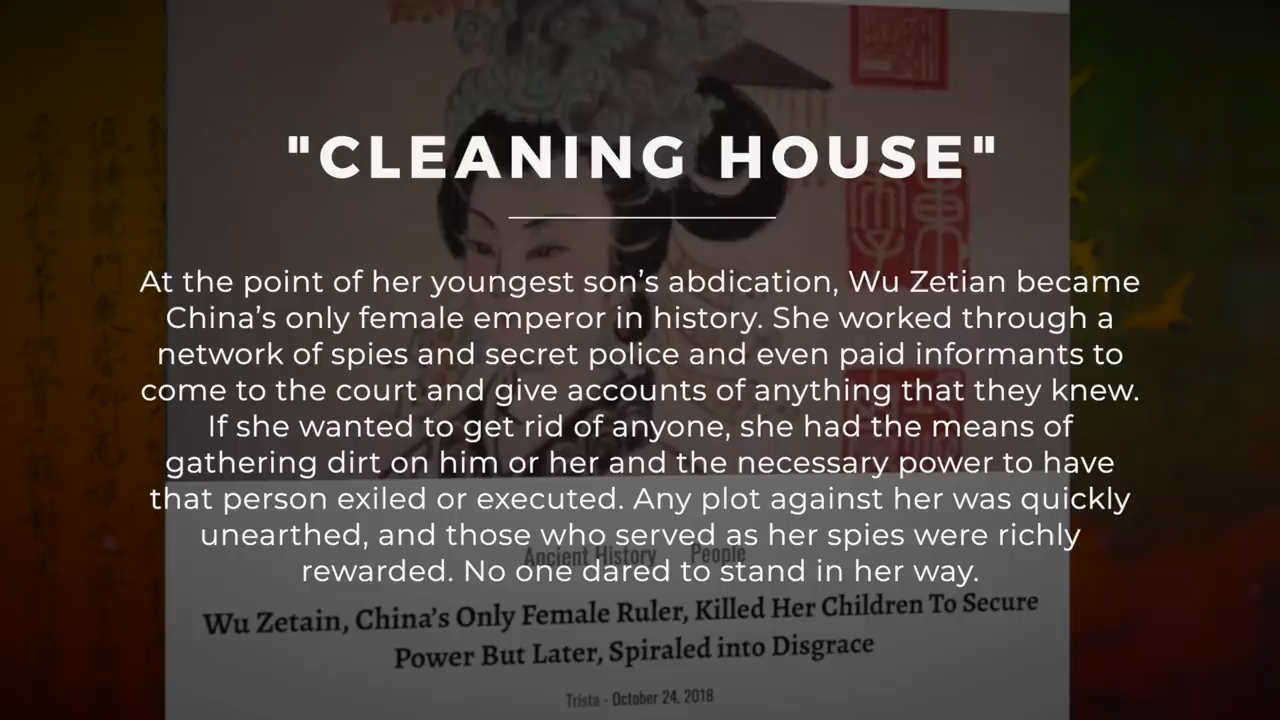 "CLEANING HOUSE"
At the point of her youngest son's abdication, Wu Zetian became
China's only female emperor in history. She worked through a
network of spies and secret police and even paid informants to
come to the court and give accounts of anything that they knew.
If she wanted to get rid of anyone, she had the means of
gathering dirt on him or her and the necessary power to have
that person exiled or executed. Any plot against her was quickly
unearthed, and those who served as her spies were richly
rewarded. No one dared to stand in her way.
Ancient History People
Wu Zetain, China's Only Female Ruler, Killed Her Children To Secure
Power But Later, Spiraled into Disgrace
Trista - October 24, 2018